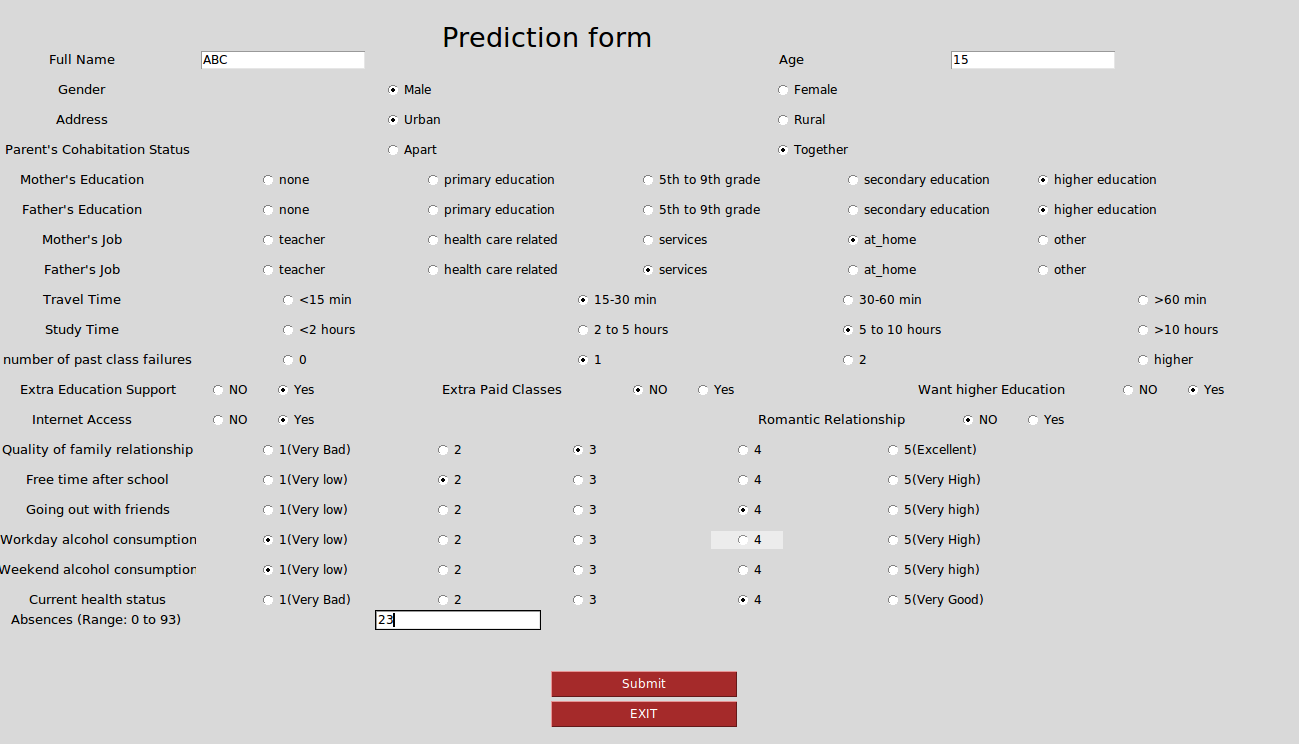 Prediction form
Full Name ABC Age 15
Gender Male Female
Address Urban Rural
Parent's Cohabitation Status Apart Together
Mother's Education none primary education 5th to 9th grade secondary education higher education
Father's Education none primary education 5th to 9th grade secondary education higher education
Mother's Job teacher health care related services at_home other
Father's Job teacher health care related services at_home other
Travel Time <15 min 15-30 min 30-60 min >60 min
Study Time <2 hours 2 to 5 hours 5 to 10 hours >10 hours
number of past class failures 0 1 2 higher
Extra Education Support NO Yes Extra Paid Classes NO Yes Want higher Education NO Yes
Internet Access NO Yes Romantic Relationship NO Yes
Quality of family relationship 1(Very Bad) 2 3 4 5(Excellent)
Free time after school 1(Very low) 2 3 4 5(Very High)
Going out with friends 1(Very low) 2 3 4 5(Very high)
Workday alcohol consumption 1(Very low) 2 3 4 5(Very High)
Weekend alcohol consumption 1(Very low) 2 3 4 5(Very high)
Current health status 1(Very Bad) 2 3 4 5(Very Good)
Absences (Range: 0 to 93) 23
Submit
EXIT